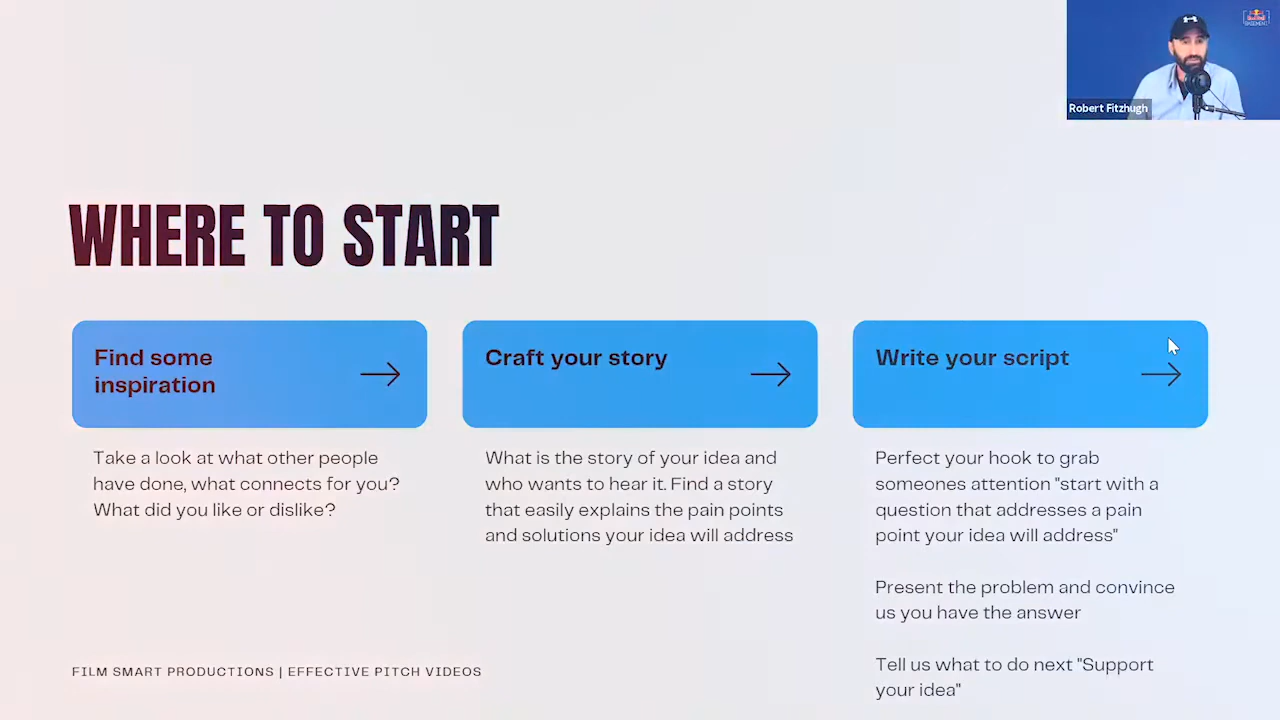 Red Bull
BASEMENT
Robert Fitzhugh
WHERE TO START
Find some
inspiration
Take a look at what other people
have done, what connects for you?
What did you like or dislike?
Craft your story
What is the story of your idea and
who wants to hear it. Find a story
that easily explains the pain points
and solutions your idea will address
Write your script
Perfect your hook to grab
someones attention "start with a
question that addresses a pain
point your idea will address"
Present the problem and convince
us you have the answer
Tell us what to do next "Support
your idea"
FILM SMART PRODUCTIONS | EFFECTIVE PITCH VIDEOS